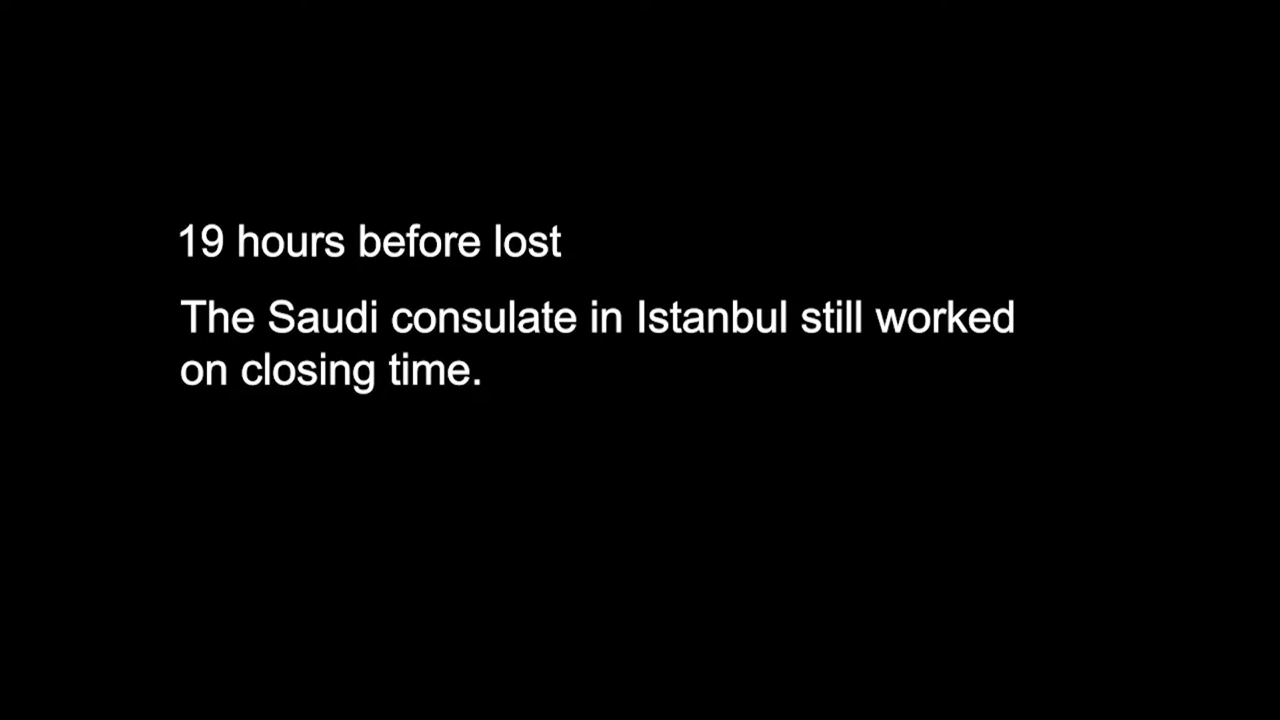 19 hours before lost
The Saudi consulate in Istanbul still worked
on closing time.